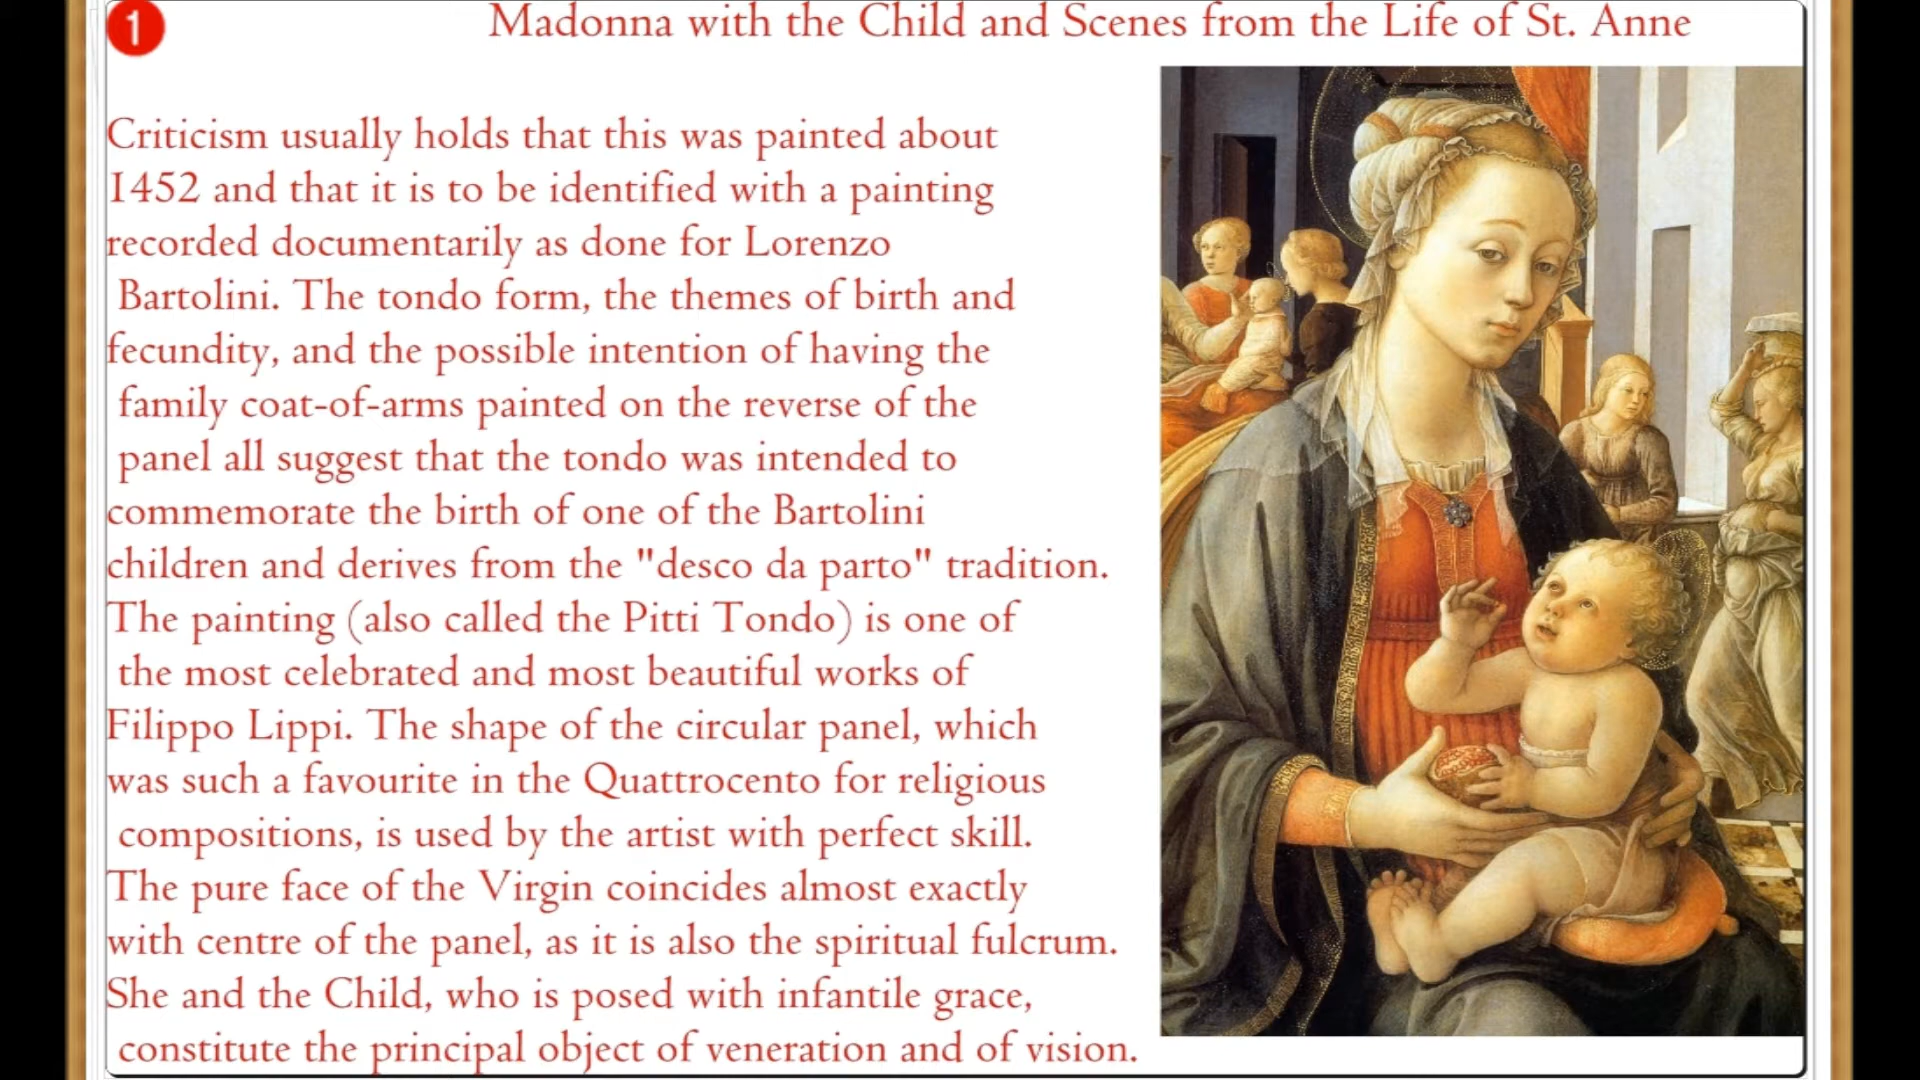 1
Madonna with the Child and Scenes from the Life of St. Anne
Criticism usually holds that this was painted about
1452 and that it is to be identified with a painting
recorded documentarily as done for Lorenzo
Bartolini. The tondo form, the themes of birth and
fecundity, and the possible intention of having the
family coat-of-arms painted on the reverse of the
panel all suggest that the tondo was intended to
commemorate the birth of one of the Bartolini
children and derives from the "desco da parto" tradition.
The painting (also called the Pitti Tondo) is one of
the most celebrated and most beautiful works of
Filippo Lippi. The shape of the circular panel, which
was such a favourite in the Quattrocento for religious
compositions, is used by the artist with perfect skill.
The pure face of the Virgin coincides almost exactly
with centre of the panel, as it is also the spiritual fulcrum.
She and the Child, who is posed with infantile grace,
constitute the principal object of veneration and of vision.